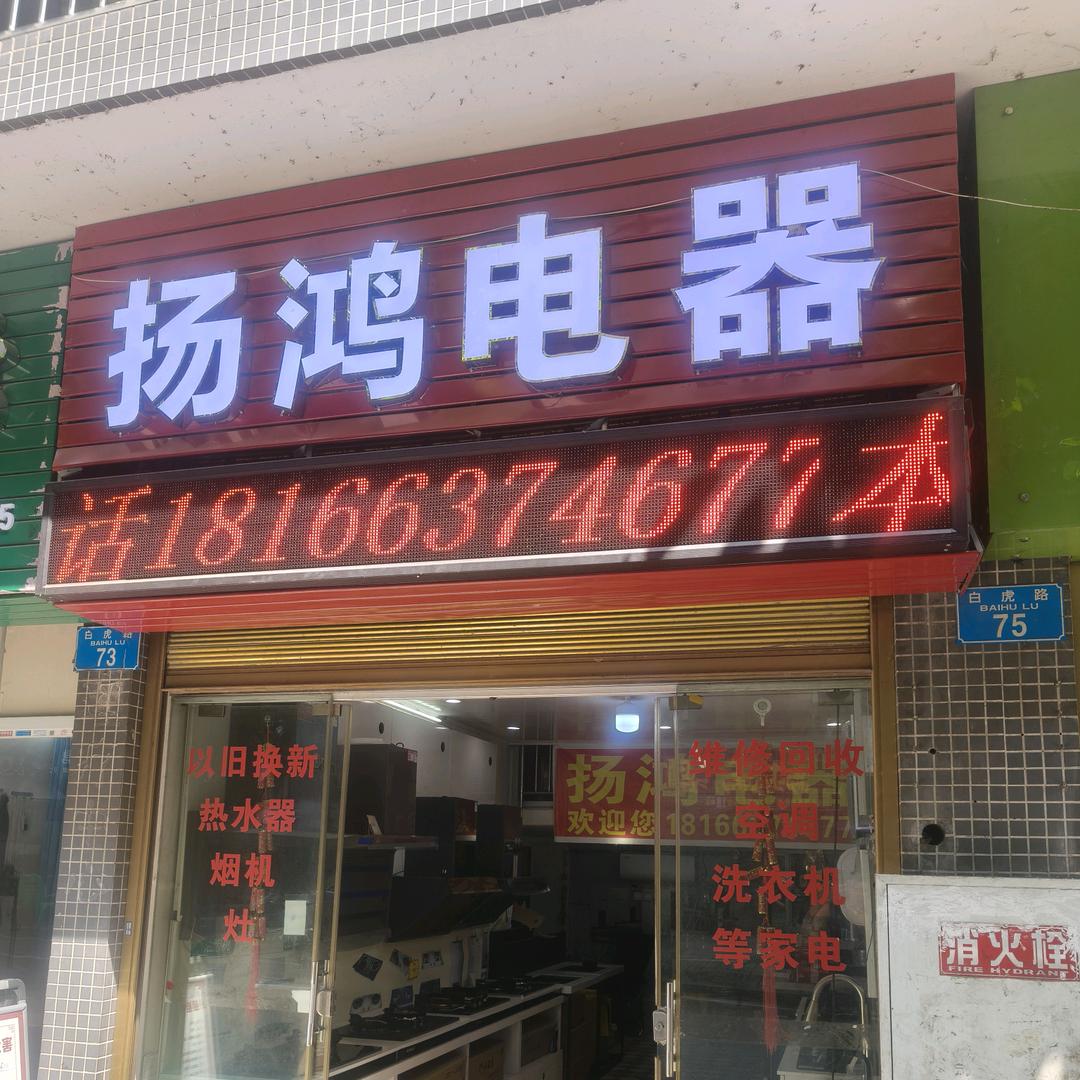 扬鸿电器
话18166374677本
白虎路
BAIHU LU
73
白虎路
BAIHU LU
75
5
以旧换新
热水器
烟机
灶
扬鸿电器
欢迎您
维修回收
空调
洗衣机
等家电
消火栓
FIRE HYDRAN